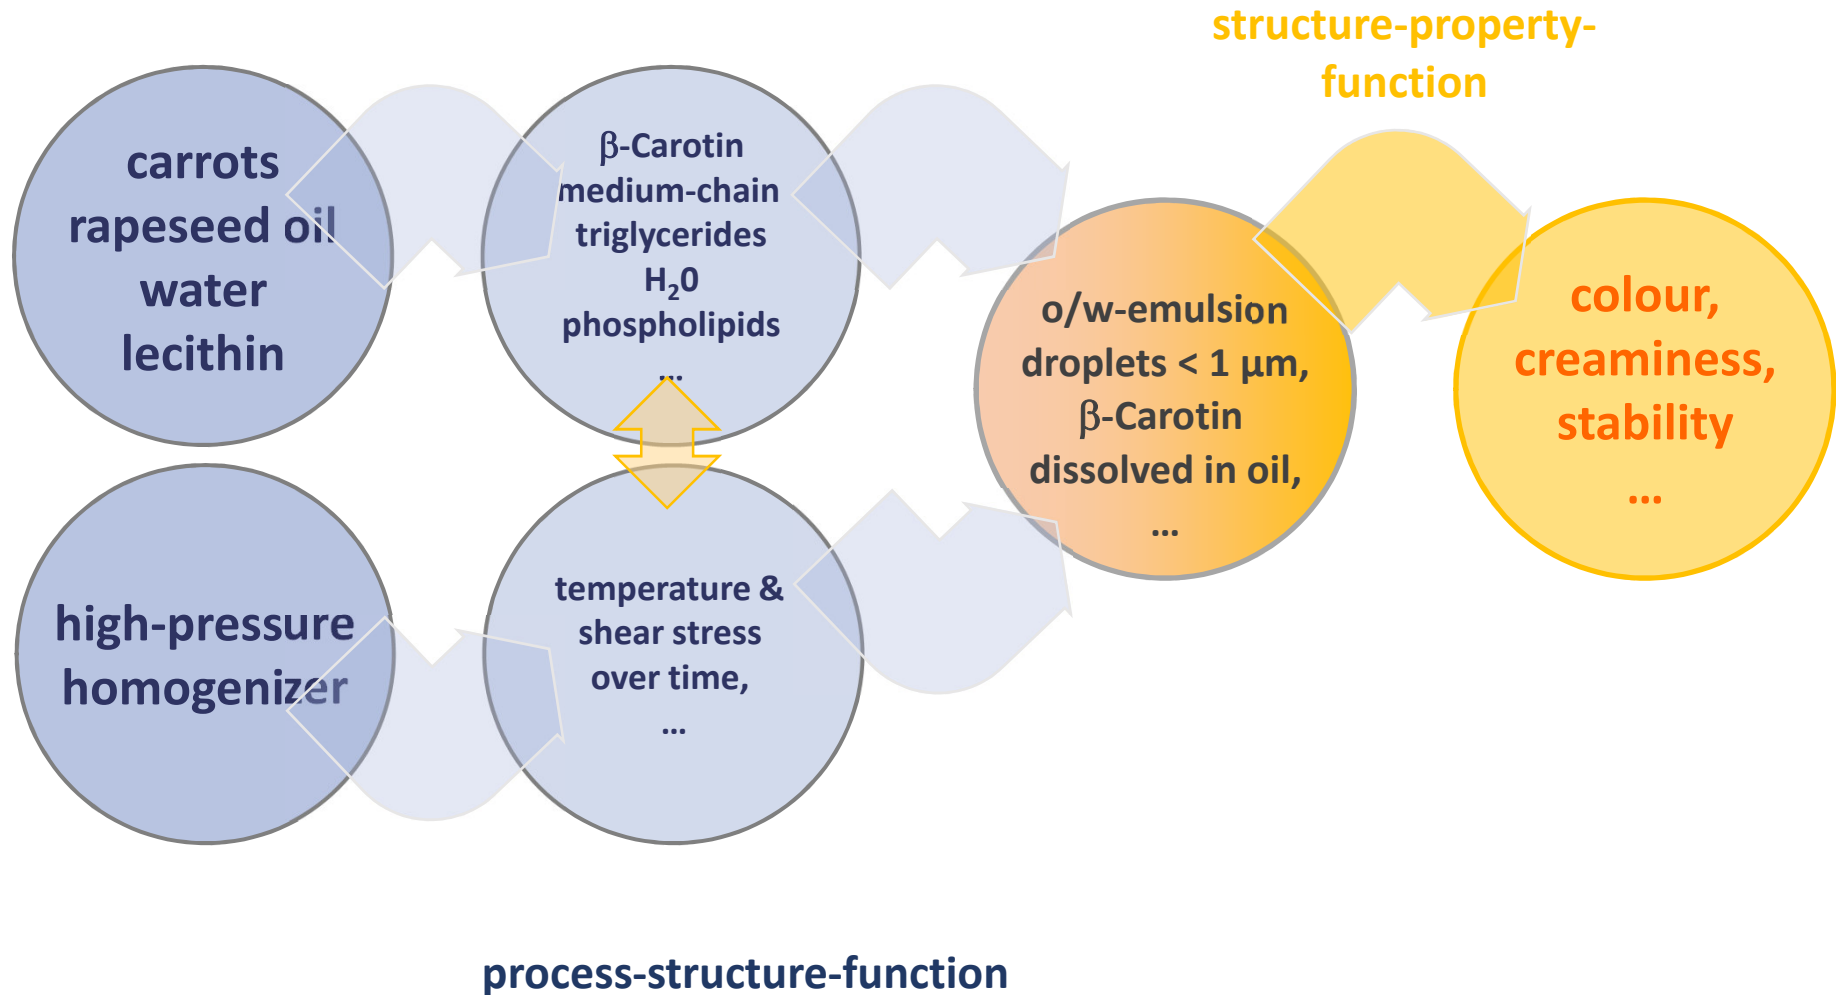 structure-property-
function
carrots
rapeseed oil
water
lecithin
β-Carotin
medium-chain
triglycerides
H₂0
phospholipids
...
o/w-emulsion
droplets < 1 µm,
β-Carotin
dissolved in oil,
...
colour,
creaminess,
stability
...
high-pressure
homogenizer
temperature &
shear stress
over time,
...
process-structure-function